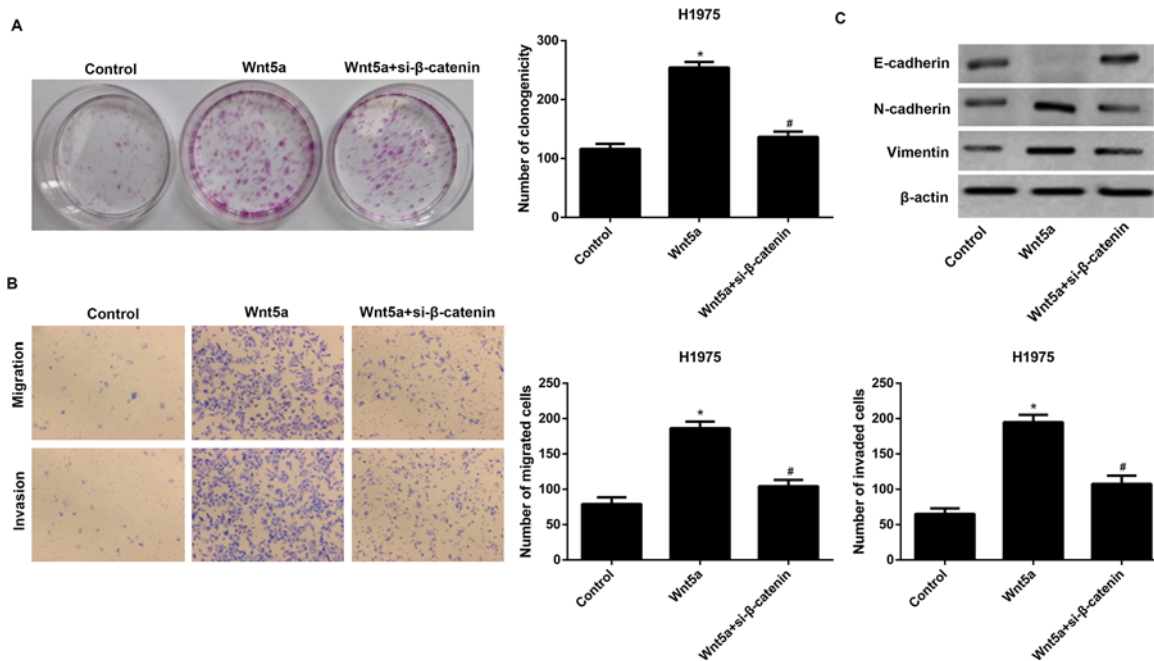 A
Control
Wnt5a
Wnt5a+si-β-catenin
H1975
Number of clonogenicity
300
200
100
0
*
#
Control
Wnt5a
Wnt5a+si-β-catenin
C
E-cadherin
N-cadherin
Vimentin
β-actin
Control
Wnt5a
Wnt5a+si-β-catenin
B
Control
Wnt5a
Wnt5a+si-β-catenin
Migration
Invasion
H1975
Number of migrated cells
250
200
150
100
50
0
*
#
Control
Wnt5a
Wnt5a+si-β-catenin
H1975
Number of invaded cells
250
200
150
100
50
0
*
#
Control
Wnt5a
Wnt5a+si-β-catenin